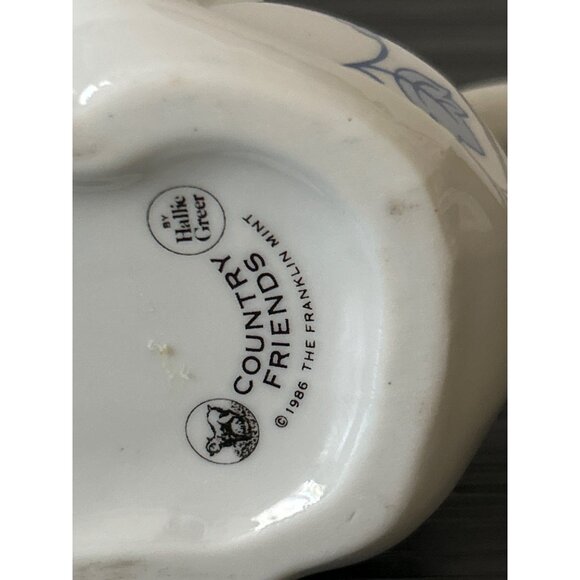 BY
Hallie
Greer
COUNTRY
FRIENDS
© 1986 THE FRANKLIN MINT